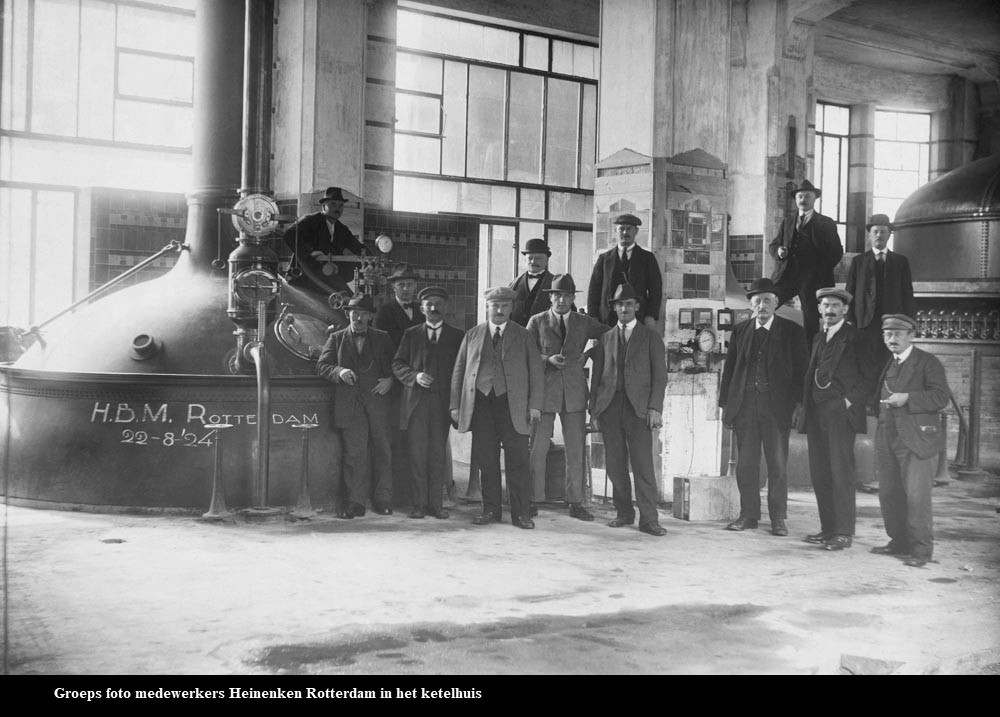 H.B.M. ROTTERDAM
22-8-'24
Groeps foto medewerkers Heinenken Rotterdam in het ketelhuis